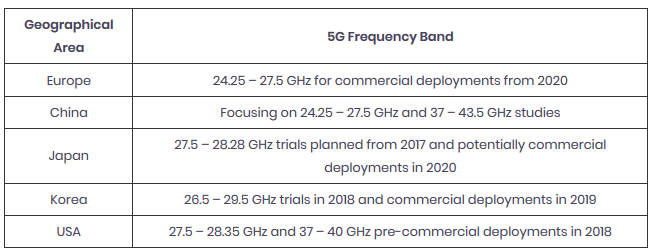 Geographical
Area
5G Frequency Band
Europe
24.25 – 27.5 GHz for commercial deployments from 2020
China
Focusing on 24.25 – 27.5 GHz and 37 – 43.5 GHz studies
Japan
27.5 – 28.28 GHz trials planned from 2017 and potentially commercial
deployments in 2020
Korea
26.5 – 29.5 GHz trials in 2018 and commercial deployments in 2019
USA
27.5 – 28.35 GHz and 37 – 40 GHz pre-commercial deployments in 2018